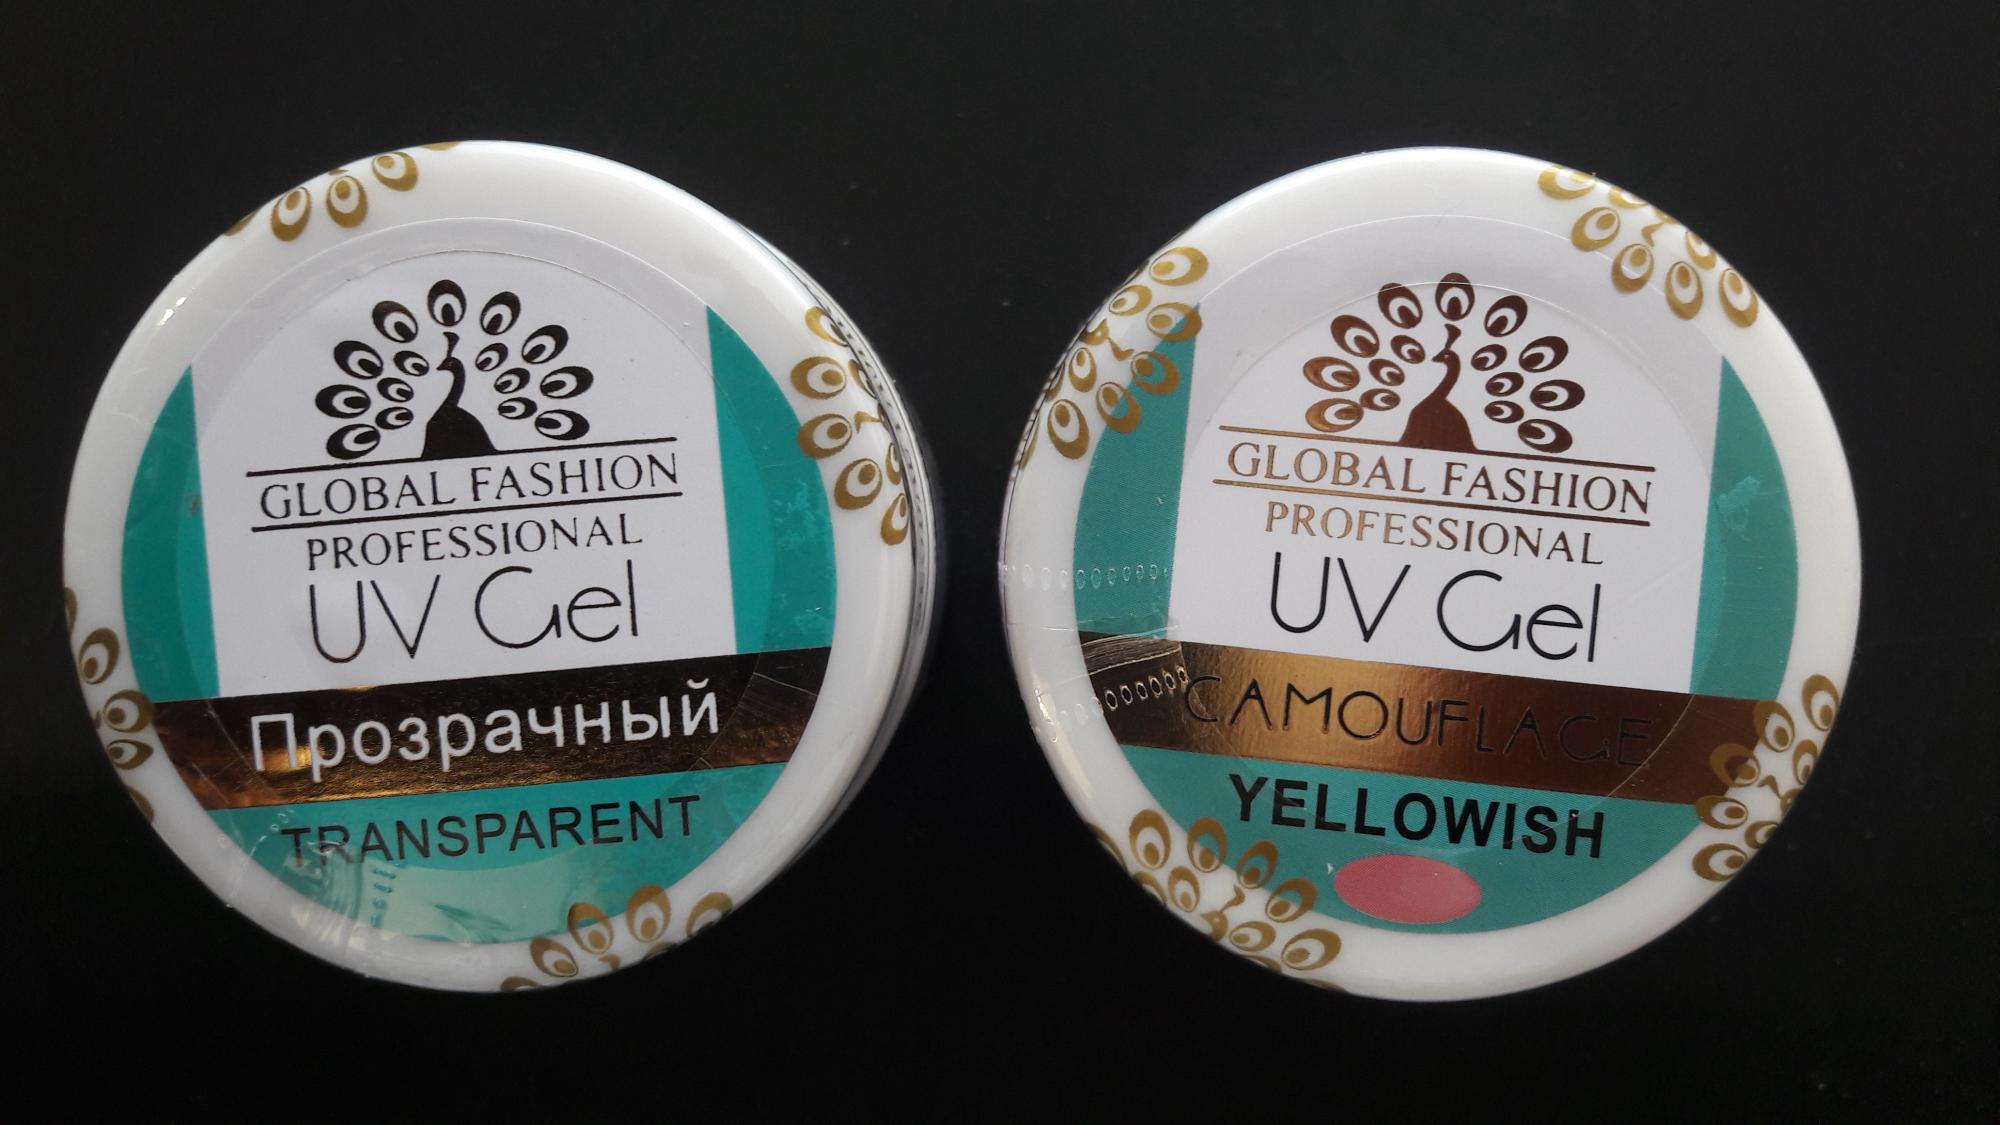 GLOBAL FASHION
PROFESSIONAL
UV Gel
Прозрачный
TRANSPARENT
GLOBAL FASHION
PROFESSIONAL
UV Gel
CAMOUFLAGE
YELLOWISH